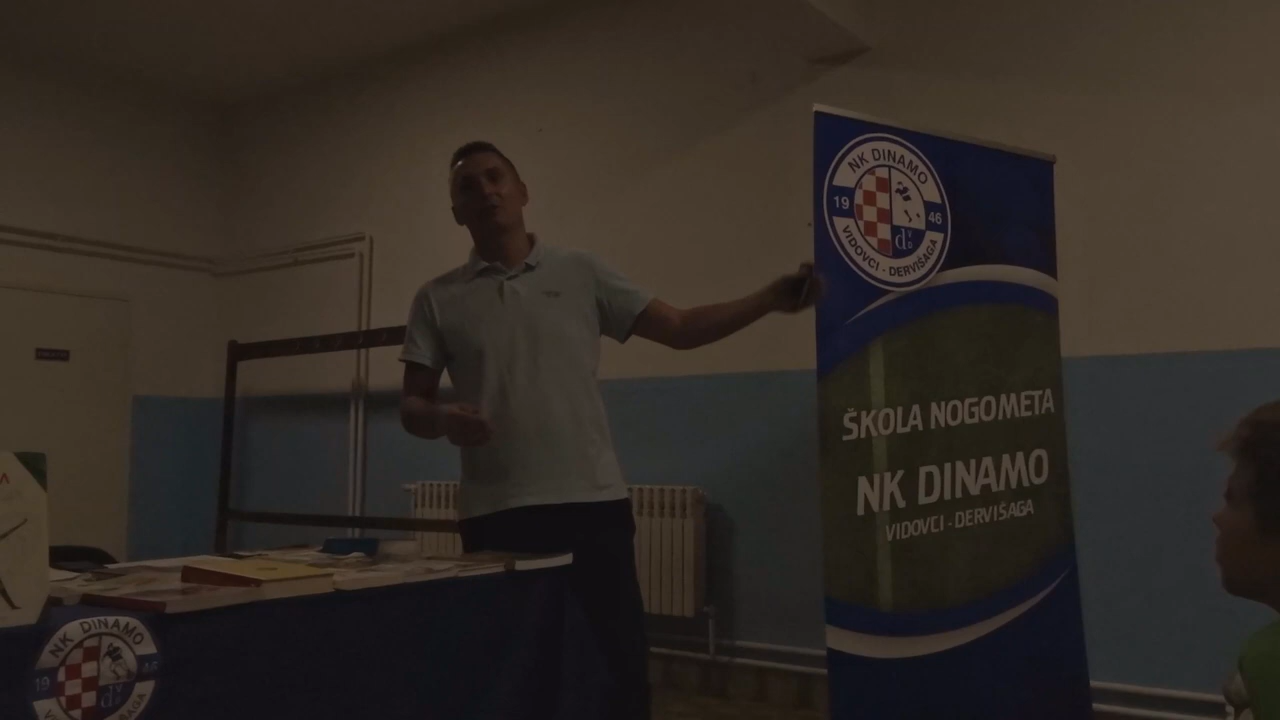 NK DINAMO
19 46
VIDOVCI - DERVIŠAGA
d V D
ŠKOLA NOGOMETA
NK DINAMO
VIDOVCI - DERVIŠAGA
NK DINAMO
19 46